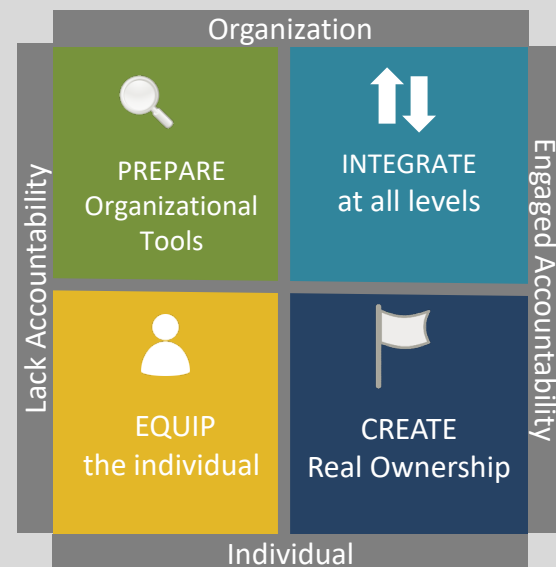 Organization
Lack Accountability
PREPARE
Organizational
Tools
INTEGRATE
at all levels
Engaged Accountability
EQUIP
the individual
CREATE
Real Ownership
Individual